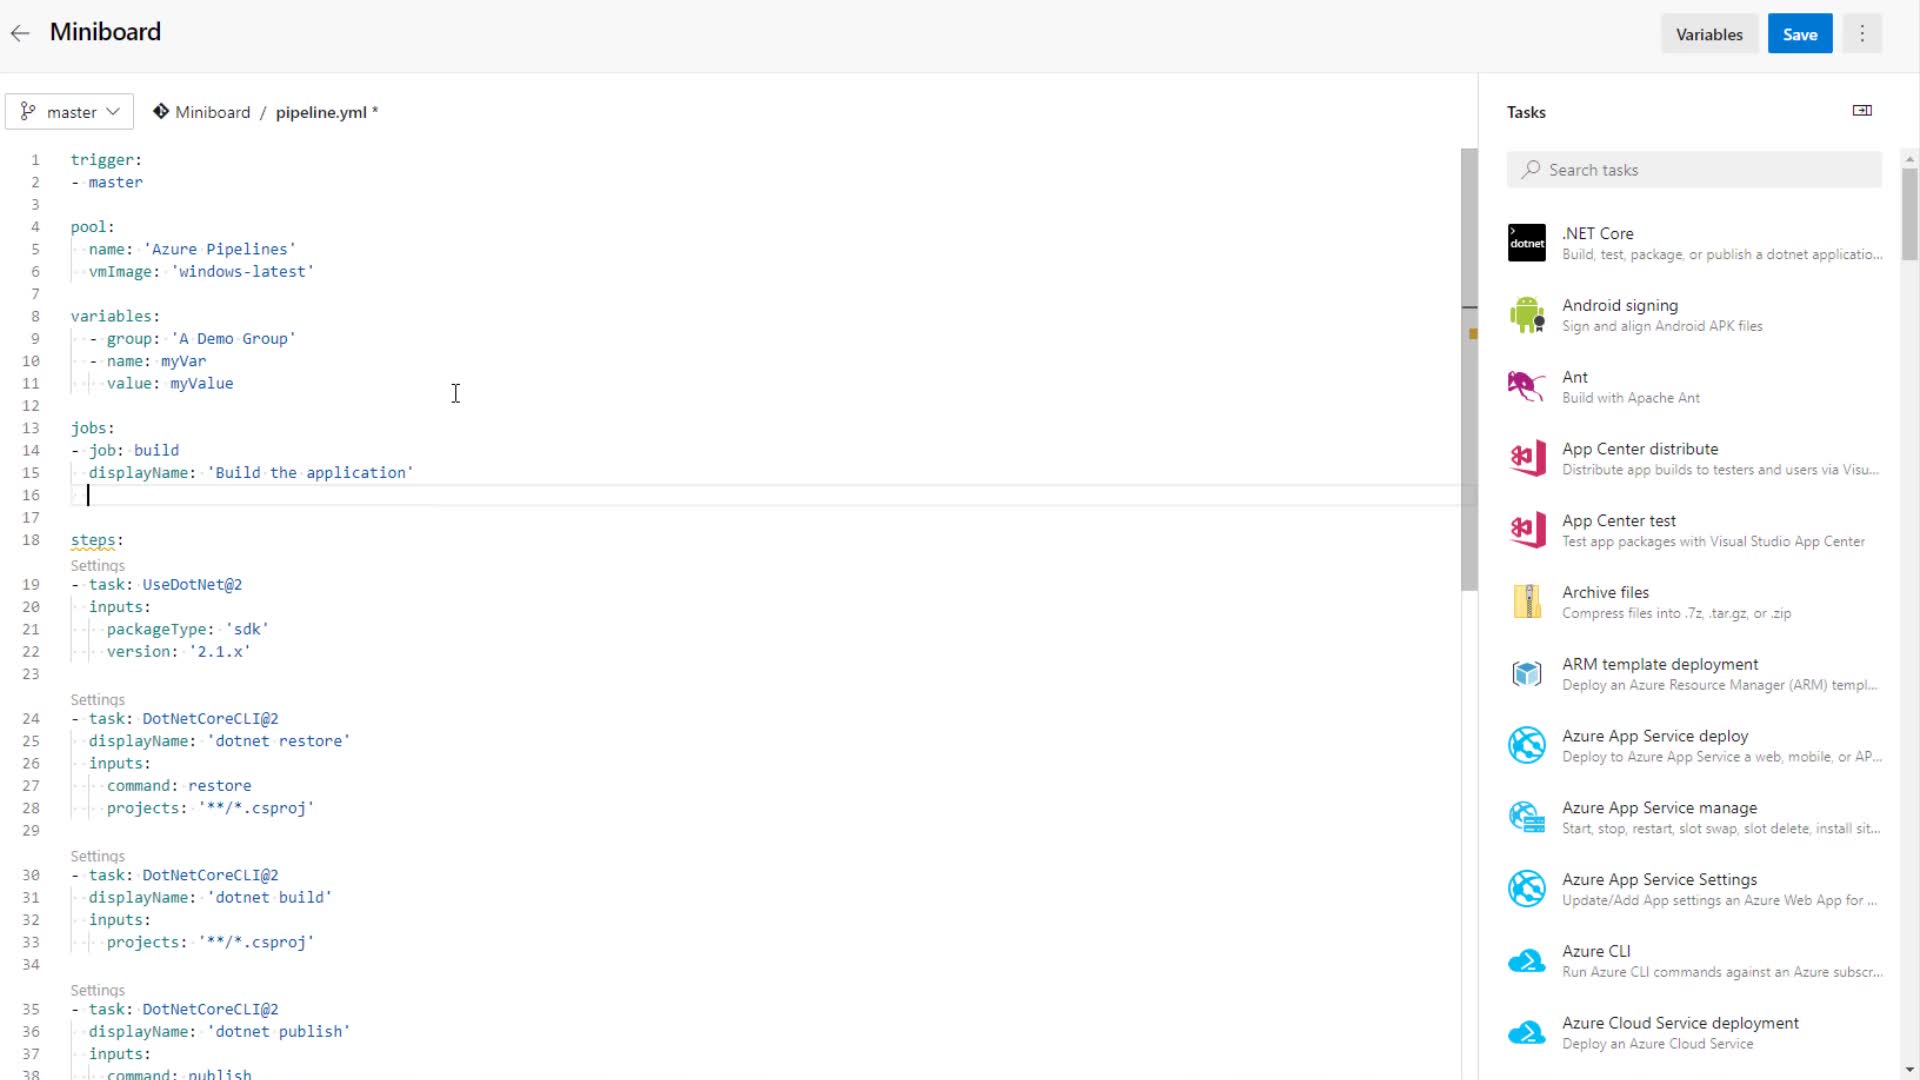 Miniboard
Variables
Save
master
Miniboard / pipeline.yml *
1 trigger:
2 - master
3
4 pool:
5 name: 'Azure Pipelines'
6 vmImage: 'windows-latest'
7
8 variables:
9 - group: 'A Demo Group'
10 - name: myVar
11 value: myValue
12
13 jobs:
14 - job: build
15 displayName: 'Build the application'
16
17
18 steps:
Settings
19 - task: UseDotNet@2
20 inputs:
21 packageType: 'sdk'
22 version: '2.1.x'
23
Settings
24 - task: DotNetCoreCLI@2
25 displayName: 'dotnet restore'
26 inputs:
27 command: restore
28 projects: '**/*.csproj'
29
Settings
30 - task: DotNetCoreCLI@2
31 displayName: 'dotnet build'
32 inputs:
33 projects: '**/*.csproj'
34
Settings
35 - task: DotNetCoreCLI@2
36 displayName: 'dotnet publish'
37 inputs:
38 command: publish
Tasks
Search tasks
dotnet
.NET Core
Build, test, package, or publish a dotnet applicatio...
Android signing
Sign and align Android APK files
Ant
Build with Apache Ant
App Center distribute
Distribute app builds to testers and users via Visu...
App Center test
Test app packages with Visual Studio App Center
Archive files
Compress files into .7z, .tar.gz, or .zip
ARM template deployment
Deploy an Azure Resource Manager (ARM) templ...
Azure App Service deploy
Deploy to Azure App Service a web, mobile, or AP...
Azure App Service manage
Start, stop, restart, slot swap, slot delete, install sit...
Azure App Service Settings
Update/Add App settings an Azure Web App for ...
Azure CLI
Run Azure CLI commands against an Azure subscr...
Azure Cloud Service deployment
Deploy an Azure Cloud Service